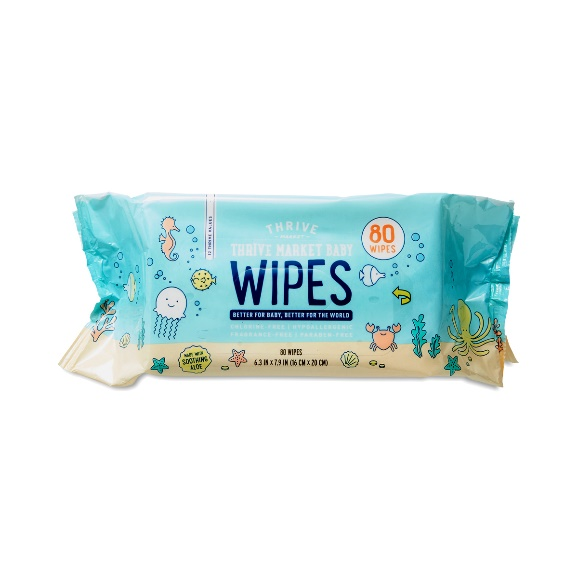 THRIVE
MARKET
THRIVE MARKET BABY
WIPES
BETTER FOR BABY, BETTER FOR THE WORLD
CHLORINE-FREE | HYPOALLERGENIC
FRAGRANCE-FREE | PARABEN-FREE
80
WIPES
MADE WITH
SOOTHING
ALOE
80 WIPES
6.3 IN X 7.9 IN (16 CM X 20 CM)